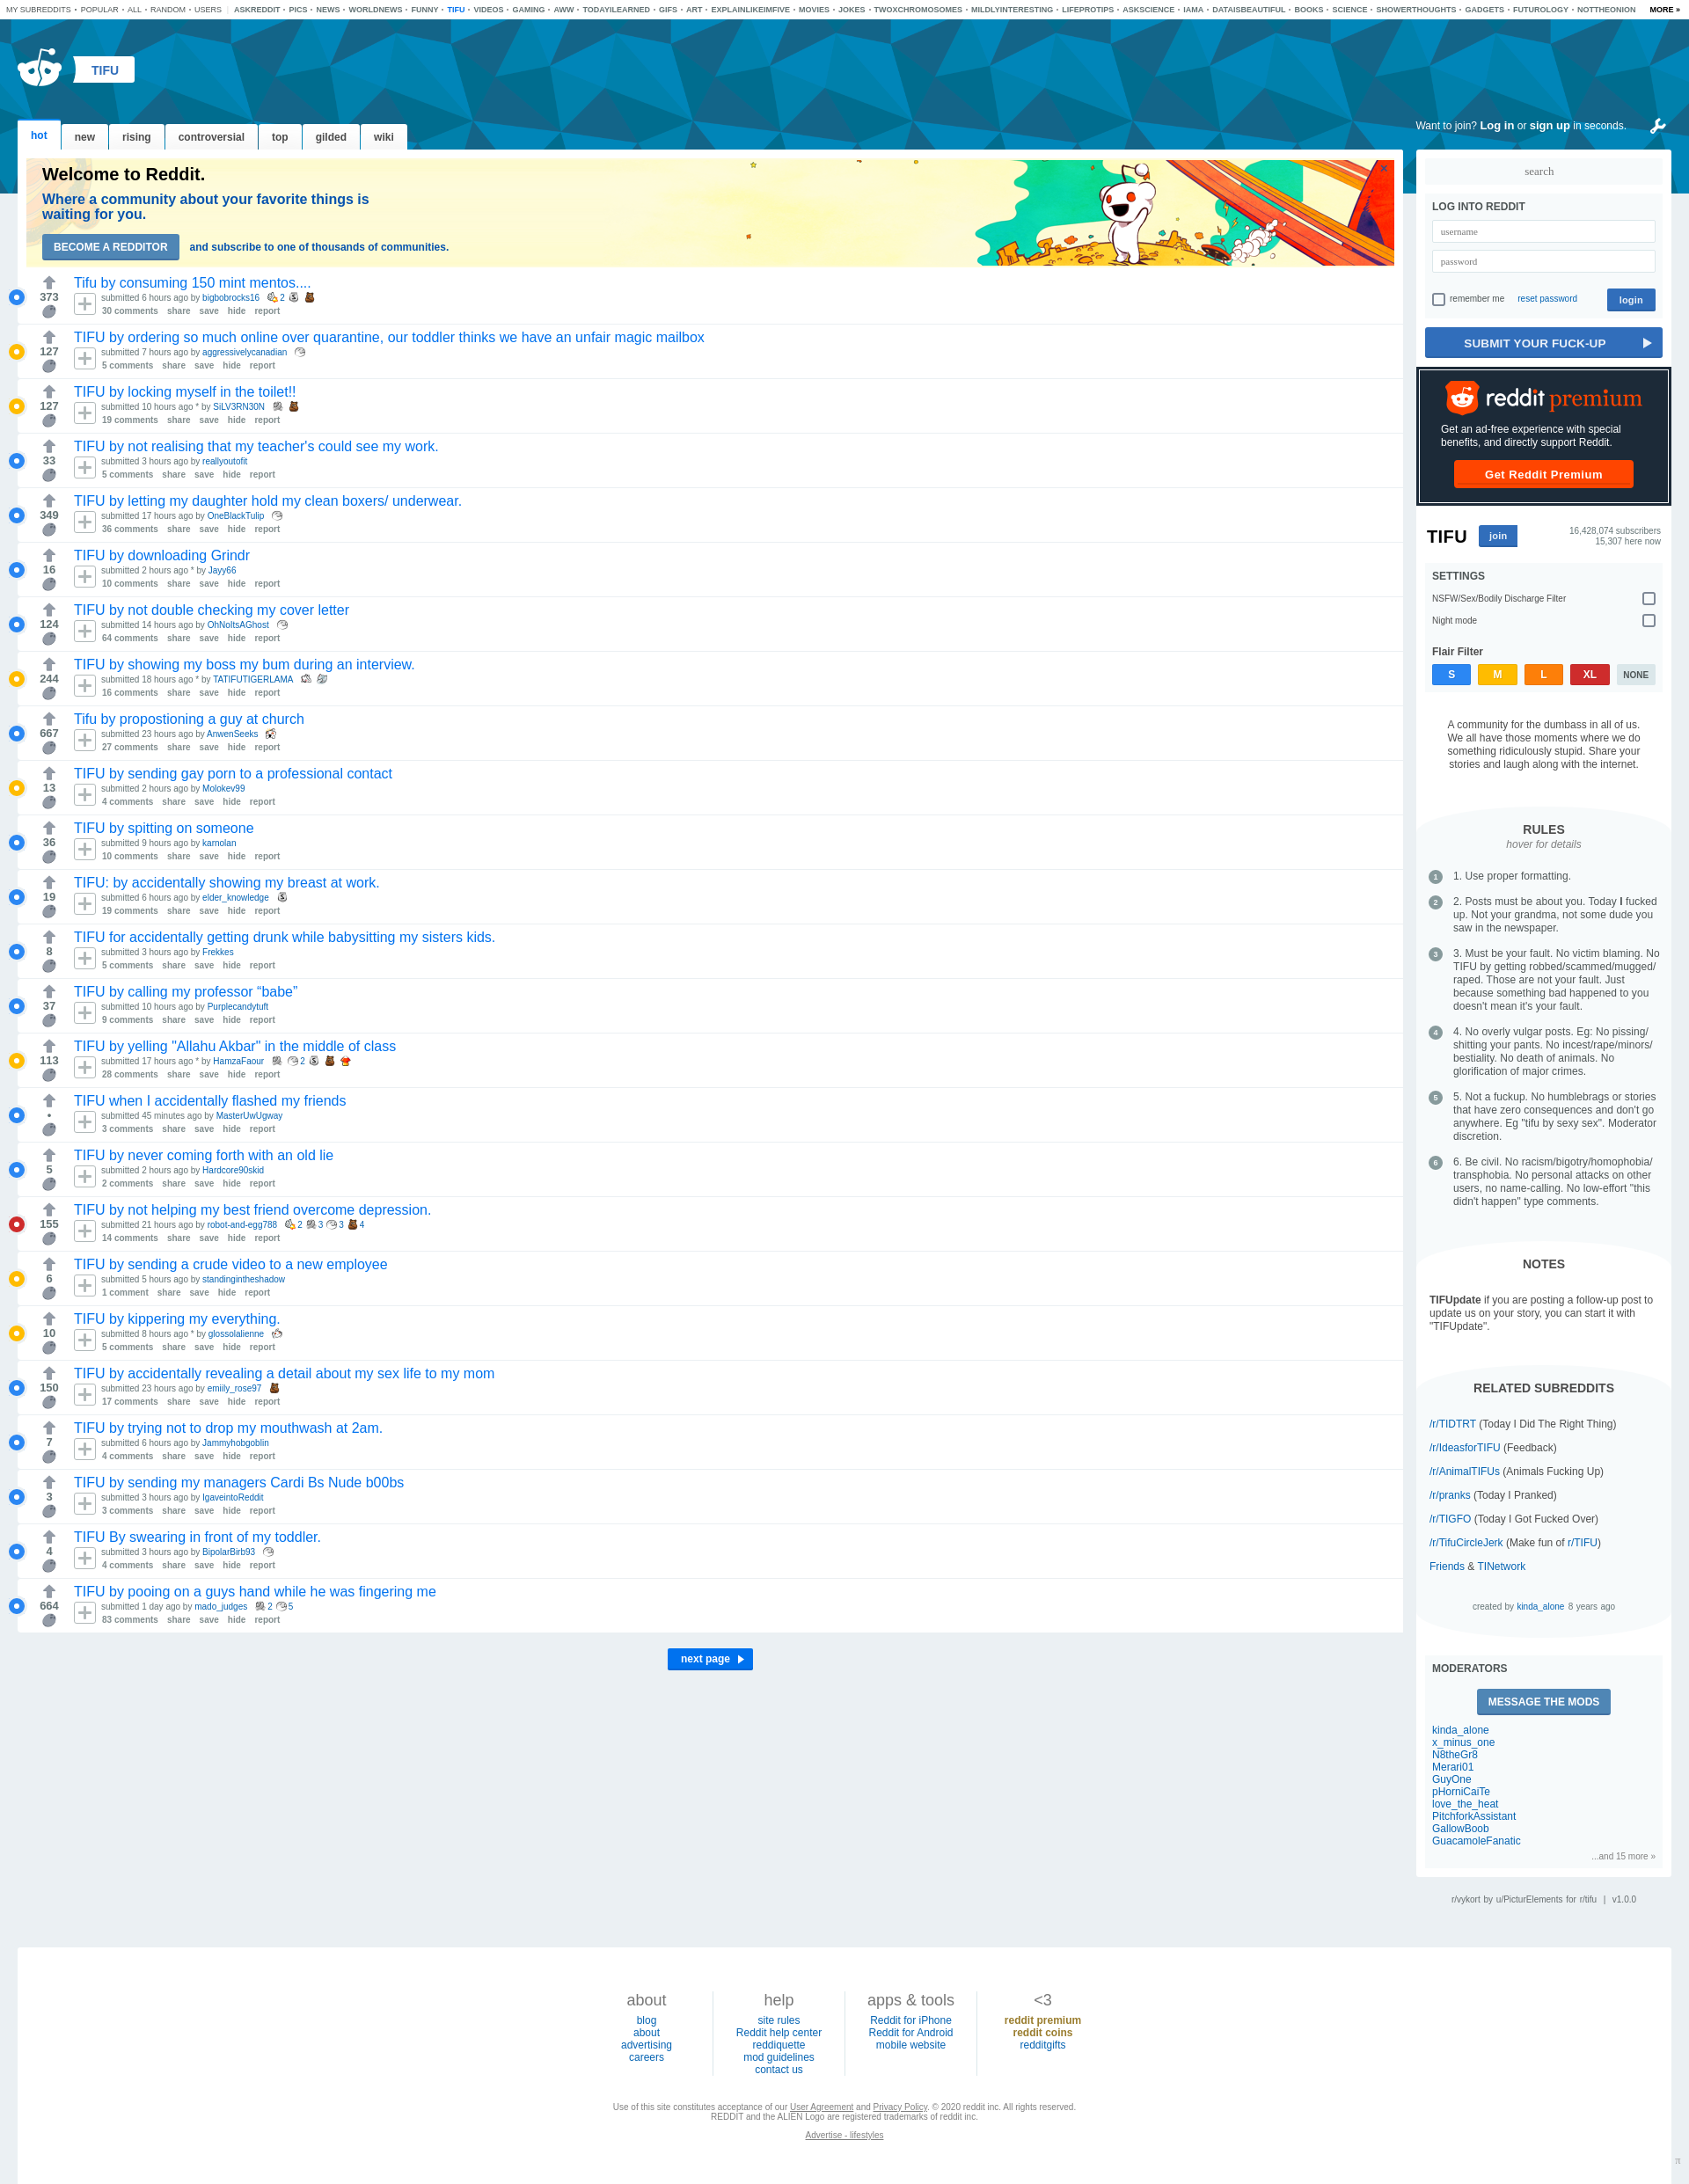 MY SUBREDDITS • POPULAR • ALL • RANDOM • USERS | ASKREDDIT • PICS • NEWS • WORLDNEWS • FUNNY • TIFU • VIDEOS • GAMING • AWW • TODAYILEARNED • GIFS • ART • EXPLAINLIKEIMFIVE • MOVIES • JOKES • TWOXCHROMOSOMES • MILDLYINTERESTING • LIFEPROTIPS • ASKSCIENCE • IAMA • DATAISBEAUTIFUL • BOOKS • SCIENCE • SHOWERTHOUGHTS • GADGETS • FUTUROLOGY • NOTTHEONION MORE »
TIFU
hot new rising controversial top gilded wiki
Want to join? Log in or sign up in seconds.
Welcome to Reddit.
Where a community about your favorite things is
waiting for you.
BECOME A REDDITOR and subscribe to one of thousands of communities.
Tifu by consuming 150 mint mentos....
373 submitted 6 hours ago by bigbobrocks16 2
30 comments share save hide report
TIFU by ordering so much online over quarantine, our toddler thinks we have an unfair magic mailbox
127 submitted 7 hours ago by aggressivelycanadian
5 comments share save hide report
TIFU by locking myself in the toilet!!
127 submitted 10 hours ago * by SiLV3RN30N
19 comments share save hide report
TIFU by not realising that my teacher's could see my work.
33 submitted 3 hours ago by reallyoutofit
5 comments share save hide report
TIFU by letting my daughter hold my clean boxers/ underwear.
349 submitted 17 hours ago by OneBlackTulip
36 comments share save hide report
TIFU by downloading Grindr
16 submitted 2 hours ago * by Jayy66
10 comments share save hide report
TIFU by not double checking my cover letter
124 submitted 14 hours ago by OhNoItsAGhost
64 comments share save hide report
TIFU by showing my boss my bum during an interview.
244 submitted 18 hours ago * by TATIFUTIGERLAMA
16 comments share save hide report
Tifu by propostioning a guy at church
667 submitted 23 hours ago by AnwenSeeks
27 comments share save hide report
TIFU by sending gay porn to a professional contact
13 submitted 2 hours ago by Molokev99
4 comments share save hide report
TIFU by spitting on someone
36 submitted 9 hours ago by karnolan
10 comments share save hide report
TIFU: by accidentally showing my breast at work.
19 submitted 6 hours ago by elder_knowledge
19 comments share save hide report
TIFU for accidentally getting drunk while babysitting my sisters kids.
8 submitted 3 hours ago by Frekkes
5 comments share save hide report
TIFU by calling my professor “babe”
37 submitted 10 hours ago by Purplecandytuft
9 comments share save hide report
TIFU by yelling "Allahu Akbar" in the middle of class
113 submitted 17 hours ago * by HamzaFaour 2
28 comments share save hide report
TIFU when I accidentally flashed my friends
• submitted 45 minutes ago by MasterUwUgway
3 comments share save hide report
TIFU by never coming forth with an old lie
5 submitted 2 hours ago by Hardcore90skid
2 comments share save hide report
TIFU by not helping my best friend overcome depression.
155 submitted 21 hours ago by robot-and-egg788 2 3 3 4
14 comments share save hide report
TIFU by sending a crude video to a new employee
6 submitted 5 hours ago by standingintheshadow
1 comment share save hide report
TIFU by kippering my everything.
10 submitted 8 hours ago * by glossolalienne
5 comments share save hide report
TIFU by accidentally revealing a detail about my sex life to my mom
150 submitted 23 hours ago by emiily_rose97
17 comments share save hide report
TIFU by trying not to drop my mouthwash at 2am.
7 submitted 6 hours ago by Jammyhobgoblin
4 comments share save hide report
TIFU by sending my managers Cardi Bs Nude b00bs
3 submitted 3 hours ago by IgaveintoReddit
3 comments share save hide report
TIFU By swearing in front of my toddler.
4 submitted 3 hours ago by BipolarBirb93
4 comments share save hide report
TIFU by pooing on a guys hand while he was fingering me
664 submitted 1 day ago by mado_judges 2 5
83 comments share save hide report
next page
search
LOG INTO REDDIT
username
password
remember me reset password login
SUBMIT YOUR FUCK-UP
reddit premium
Get an ad-free experience with special
benefits, and directly support Reddit.
Get Reddit Premium
TIFU join
16,428,074 subscribers
15,307 here now
SETTINGS
NSFW/Sex/Bodily Discharge Filter
Night mode
Flair Filter
S M L XL NONE
A community for the dumbass in all of us.
We all have those moments where we do
something ridiculously stupid. Share your
stories and laugh along with the internet.
RULES
hover for details
1 1. Use proper formatting.
2 2. Posts must be about you. Today I fucked
up. Not your grandma, not some dude you
saw in the newspaper.
3 3. Must be your fault. No victim blaming. No
TIFU by getting robbed/scammed/mugged/
raped. Those are not your fault. Just
because something bad happened to you
doesn't mean it's your fault.
4 4. No overly vulgar posts. Eg: No pissing/
shitting your pants. No incest/rape/minors/
bestiality. No death of animals. No
glorification of major crimes.
5 5. Not a fuckup. No humblebrags or stories
that have zero consequences and don't go
anywhere. Eg "tifu by sexy sex". Moderator
discretion.
6 6. Be civil. No racism/bigotry/homophobia/
transphobia. No personal attacks on other
users, no name-calling. No low-effort "this
didn't happen" type comments.
NOTES
TIFUpdate if you are posting a follow-up post to
update us on your story, you can start it with
"TIFUpdate".
RELATED SUBREDDITS
/r/TIDTRT (Today I Did The Right Thing)
/r/IdeasforTIFU (Feedback)
/r/AnimalTIFUs (Animals Fucking Up)
/r/pranks (Today I Pranked)
/r/TIGFO (Today I Got Fucked Over)
/r/TifuCircleJerk (Make fun of r/TIFU)
Friends & TINetwork
created by kinda_alone 8 years ago
MODERATORS
MESSAGE THE MODS
kinda_alone
x_minus_one
N8theGr8
Merari01
GuyOne
pHorniCaiTe
love_the_heat
PitchforkAssistant
GallowBoob
GuacamoleFanatic
...and 15 more »
r/vykort by u/PicturElements for r/tifu | v1.0.0
about
blog
about
advertising
careers
help
site rules
Reddit help center
reddiquette
mod guidelines
contact us
apps & tools
Reddit for iPhone
Reddit for Android
mobile website
<3
reddit premium
reddit coins
redditgifts
Use of this site constitutes acceptance of our User Agreement and Privacy Policy. © 2020 reddit inc. All rights reserved.
REDDIT and the ALIEN Logo are registered trademarks of reddit inc.
Advertise - lifestyles
π